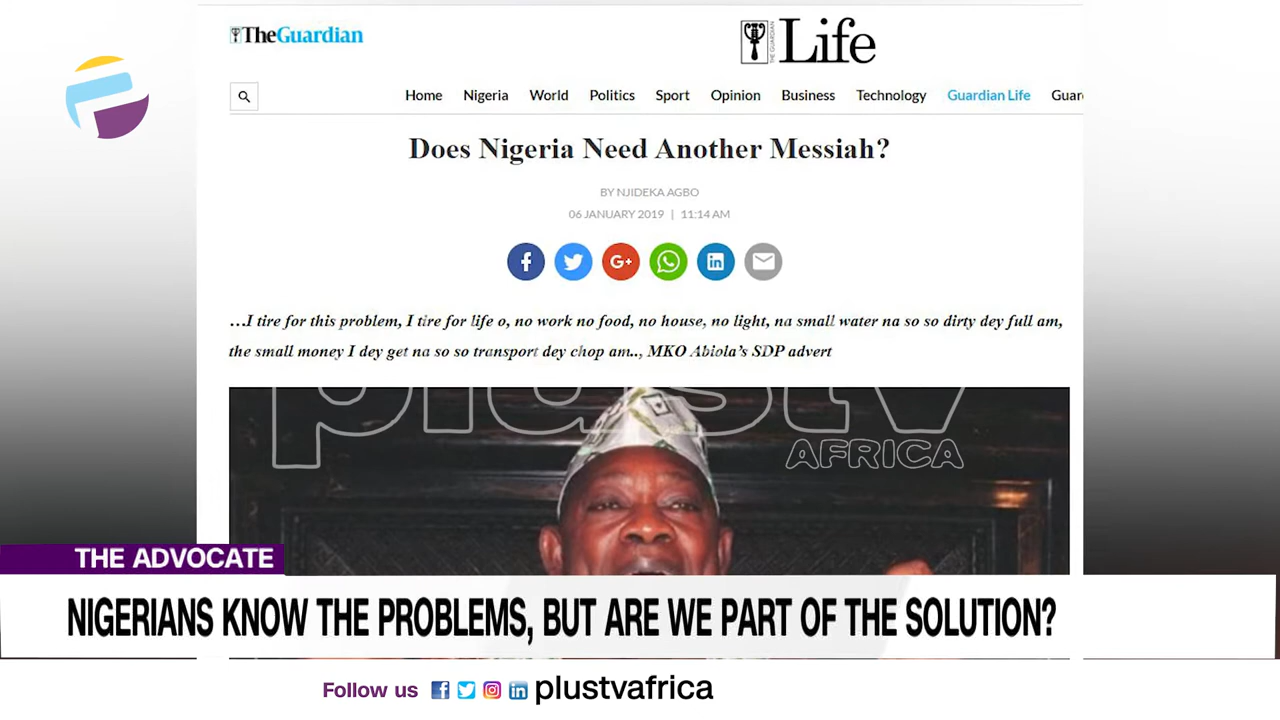 TheGuardian
THE GUARDIAN Life
Home Nigeria World Politics Sport Opinion Business Technology Guardian Life Guar
Does Nigeria Need Another Messiah?
BY NJIDEKA AGBO
06 JANUARY 2019 | 11:14 AM
…I tire for this problem, I tire for life o, no work no food, no house, no light, na small water na so so dirty dey full am,
the small money I dey get na so so transport dey chop am.., MKO Abiola's SDP advert
plustv
AFRICA
THE ADVOCATE
NIGERIANS KNOW THE PROBLEMS, BUT ARE WE PART OF THE SOLUTION?
Follow us plustvafrica